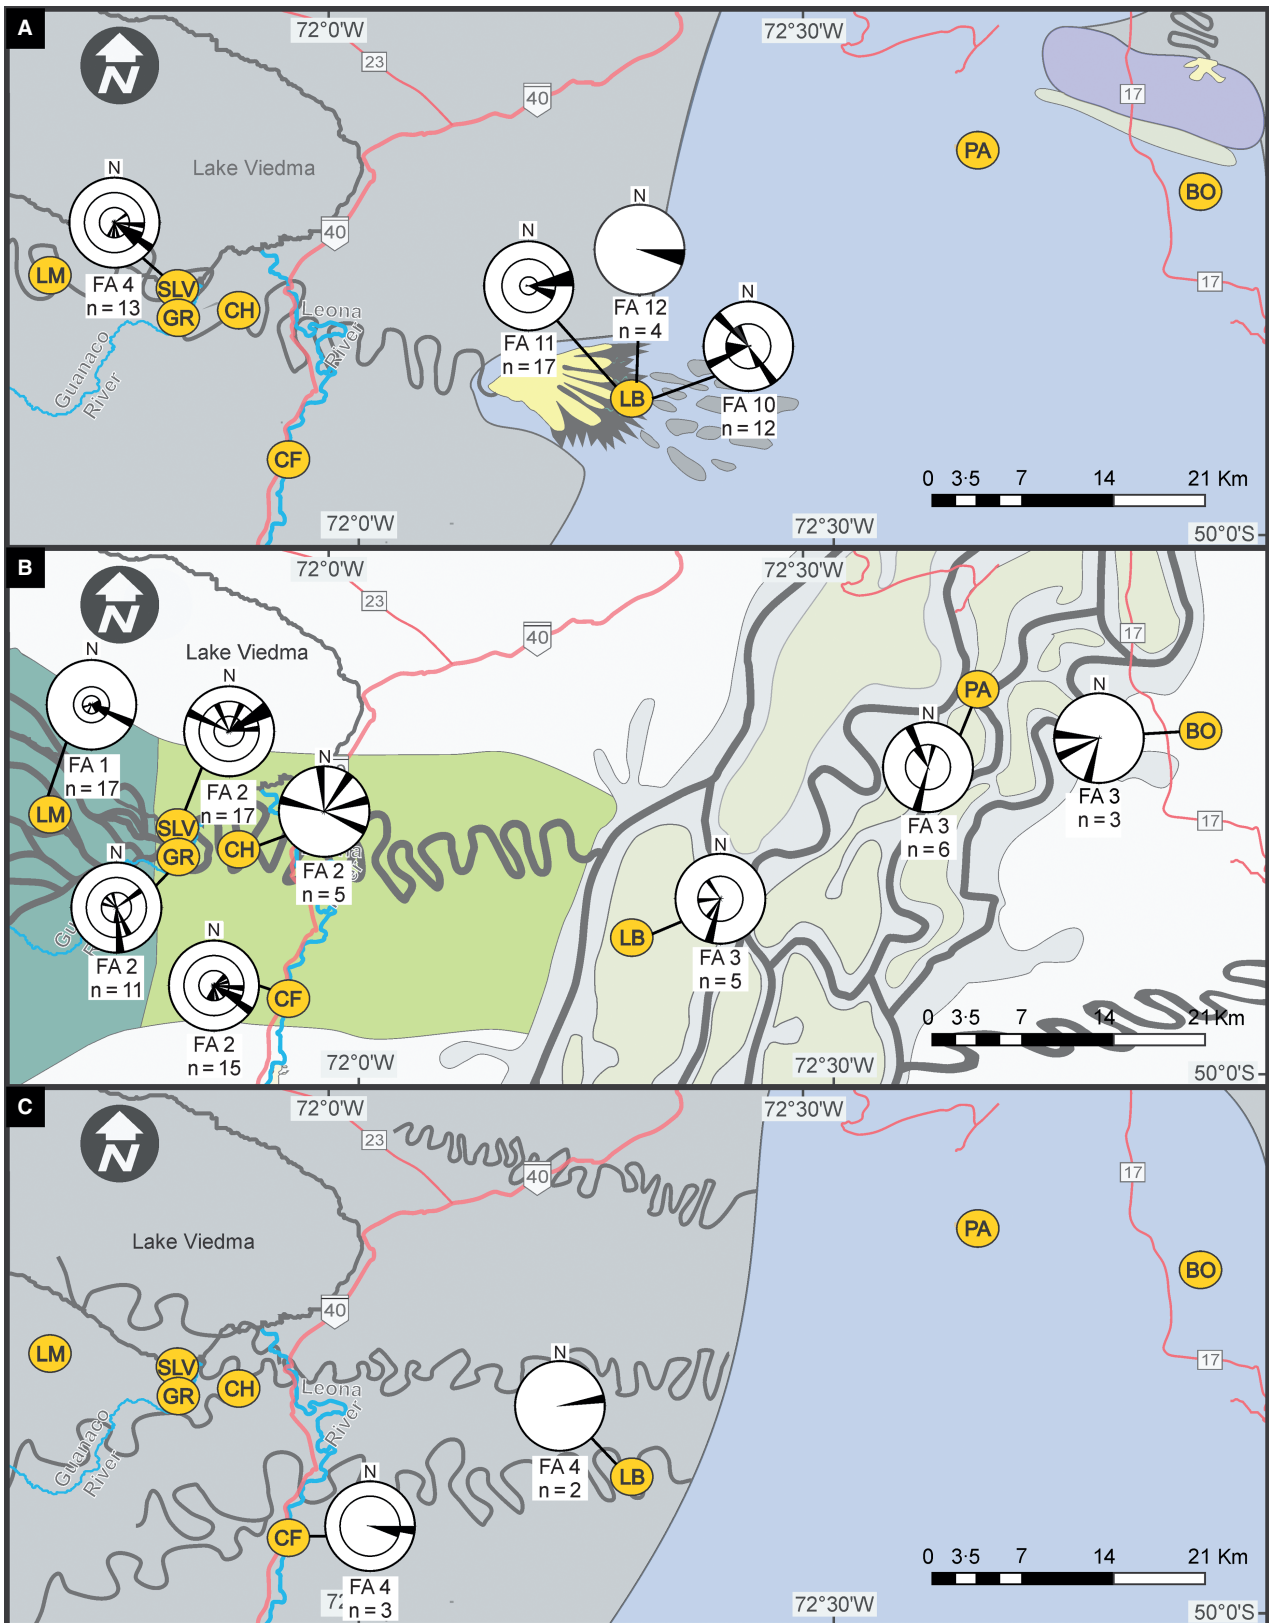 A
72°0'W
72°30'W
23
40
17
N
Lake Viedma
PA
BO
N
N
N
40
LM
FA 4
n = 13
SLV
GR
CH
Leona
River
FA 11
n = 17
FA 12
n = 4
N
17
Guanaco
River
LB
FA 10
n = 12
CF
0 3·5 7 14 21 Km
72°0'W
72°30'W
50°0'S
B
72°0'W
72°30'W
23
40
17
N
Lake Viedma
N
N
PA
N
N
BO
FA 1
n = 17
LM
FA 2
n = 17
N
SLV
GR
CH
FA 3
n = 6
FA 3
n = 3
17
N
FA 2
n = 5
N
FA 2
n = 11
N
LB
FA 3
n = 5
CF
FA 2
n = 15
0 3·5 7 14 21 Km
72°0'W
72°30'W
50°0'S
C
72°0'W
72°30'W
23
40
17
N
Lake Viedma
PA
BO
40
LM
SLV
GR
CH
Leona
River
N
17
Guanaco
River
FA 4
n = 2
LB
N
CF
FA 4
n = 3
0 3·5 7 14 21 Km
72°30'W
50°0'S